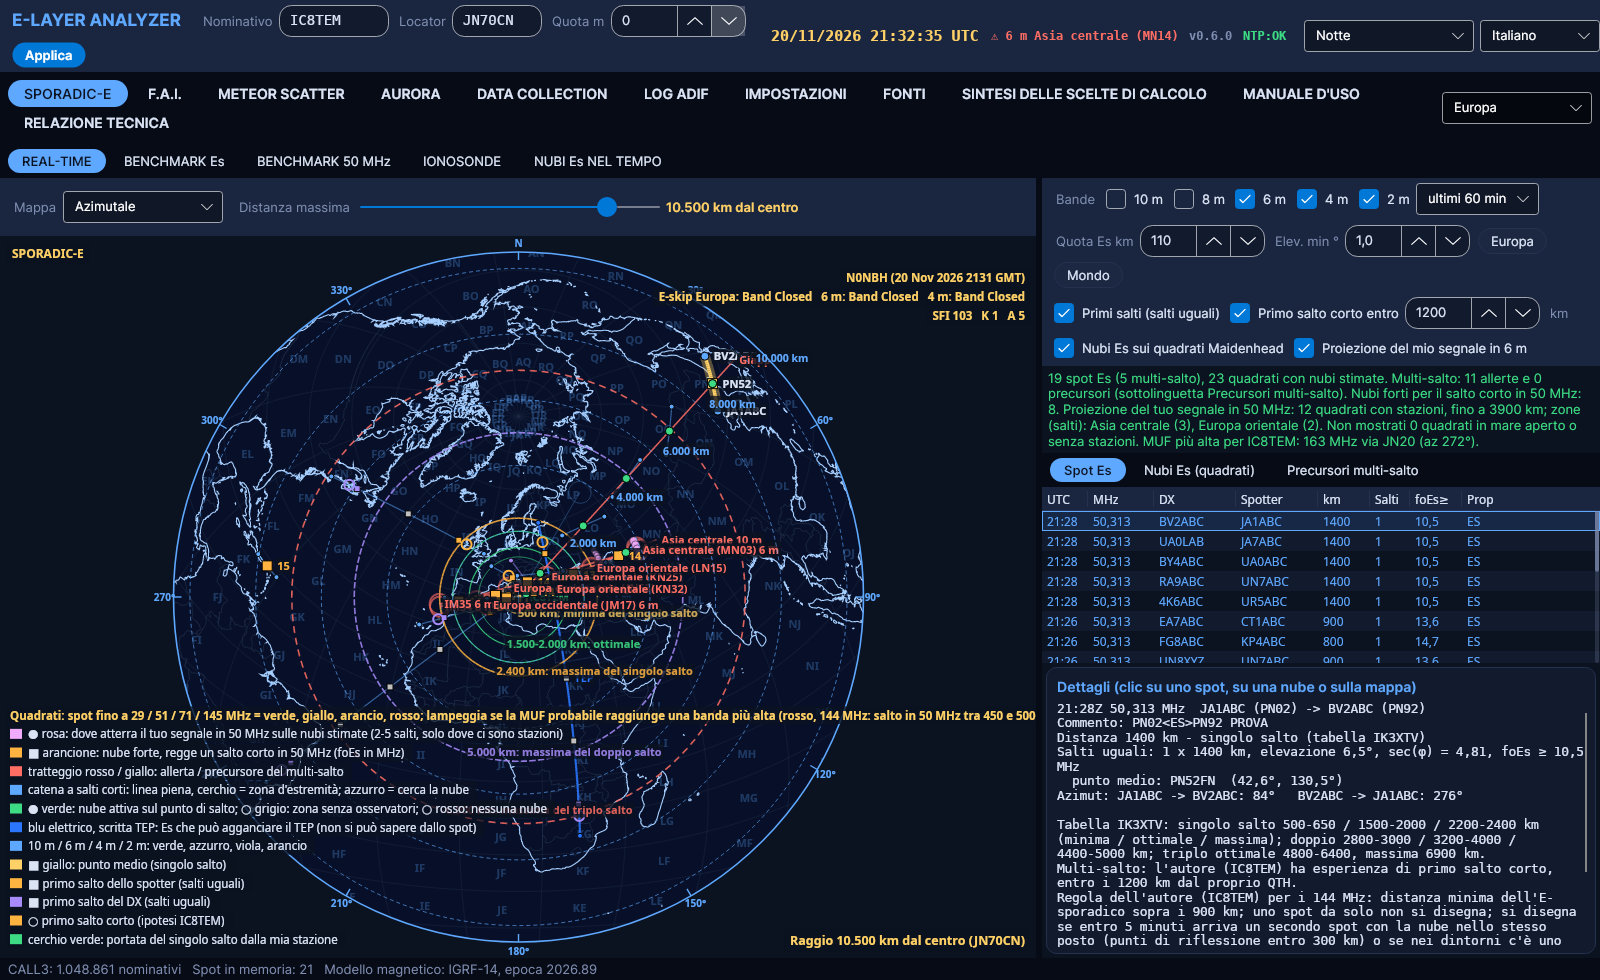 E-LAYER ANALYZER
Nominativo IC8TEM Locator JN70CN Quota m 0
20/11/2026 21:32:35 UTC ⚠ 6 m Asia centrale (MN14) v0.6.0 NTP:OK Notte Italiano
Applica
SPORADIC-E F.A.I. METEOR SCATTER AURORA DATA COLLECTION LOG ADIF IMPOSTAZIONI FONTI SINTESI DELLE SCELTE DI CALCOLO MANUALE D'USO
RELAZIONE TECNICA
Europa
REAL-TIME BENCHMARK Es BENCHMARK 50 MHz IONOSONDE NUBI Es NEL TEMPO
Mappa Azimutale Distanza massima 10.500 km dal centro
SPORADIC-E
N0NBH (20 Nov 2026 2131 GMT)
E-skip Europa: Band Closed 6 m: Band Closed 4 m: Band Closed
SFI 103 K 1 A 5
N
330°
300°
270°
210°
180°
150°
120°
90°
60°
10.000 km
PN52
8.000 km
6.000 km
4.000 km
2.000 km
15
14
Asia centrale 10 m
Asia centrale (MN03) 6 m
Europa orientale (LN15)
Europa orientale (KN25)
Europa orientale (KN32)
IM35 6 m
Europa occidentale (JM17) 6 m
500 km: minima del singolo salto
1.500-2.000 km: ottimale
2.400 km: massima del singolo salto
5.000 km: massima del doppio salto
del triplo salto
Quadrati: spot fino a 29 / 51 / 71 / 145 MHz = verde, giallo, arancio, rosso; lampeggia se la MUF probabile raggiunge una banda più alta (rosso, 144 MHz: salto in 50 MHz tra 450 e 500
● rosa: dove atterra il tuo segnale in 50 MHz sulle nubi stimate (2-5 salti, solo dove ci sono stazioni)
■ arancione: nube forte, regge un salto corto in 50 MHz (foEs in MHz)
tratteggio rosso / giallo: allerta / precursore del multi-salto
catena a salti corti: linea piena, cerchio = zona d'estremità; azzurro = cerca la nube
● verde: nube attiva sul punto di salto; ○ grigio: zona senza osservatori; ○ rosso: nessuna nube
blu elettrico, scritta TEP: Es che può agganciare il TEP (non si può sapere dallo spot)
10 m / 6 m / 4 m / 2 m: verde, azzurro, viola, arancio
■ giallo: punto medio (singolo salto)
■ primo salto dello spotter (salti uguali)
■ primo salto del DX (salti uguali)
○ primo salto corto (ipotesi IC8TEM)
cerchio verde: portata del singolo salto dalla mia stazione
Raggio 10.500 km dal centro (JN70CN)
Bande 10 m 8 m 6 m 4 m 2 m ultimi 60 min
Quota Es km 110 Elev. min ° 1,0 Europa
Mondo
Primi salti (salti uguali) Primo salto corto entro 1200 km
Nubi Es sui quadrati Maidenhead Proiezione del mio segnale in 6 m
19 spot Es (5 multi-salto), 23 quadrati con nubi stimate. Multi-salto: 11 allerte e 0
precursori (sottolinguetta Precursori multi-salto). Nubi forti per il salto corto in 50 MHz:
8. Proiezione del tuo segnale in 50 MHz: 12 quadrati con stazioni, fino a 3900 km; zone
(salti): Asia centrale (3), Europa orientale (2). Non mostrati 0 quadrati in mare aperto o
senza stazioni. MUF più alta per IC8TEM: 163 MHz via JN20 (az 272°).
Spot Es Nubi Es (quadrati) Precursori multi-salto
UTC MHz DX Spotter km Salti foEs≥ Prop
21:28 50,313 BV2ABC JA1ABC 1400 1 10,5 ES
21:28 50,313 UA0LAB JA7ABC 1400 1 10,5 ES
21:28 50,313 BY4ABC UA0ABC 1400 1 10,5 ES
21:28 50,313 RA9ABC UN7ABC 1400 1 10,5 ES
21:28 50,313 4K6ABC UR5ABC 1400 1 10,5 ES
21:26 50,313 EA7ABC CT1ABC 900 1 13,6 ES
21:26 50,313 FG8ABC KP4ABC 800 1 14,7 ES
21:26 50,313 UN8XYZ UN7ABC 900 1 13,6 ES
Dettagli (clic su uno spot, su una nube o sulla mappa)
21:28Z 50,313 MHz JA1ABC (PN02) -> BV2ABC (PN92)
Commento: PN02<ES>PN92 PROVA
Distanza 1400 km - singolo salto (tabella IK3XTV)
Salti uguali: 1 x 1400 km, elevazione 6,5°, sec(φ) = 4,81, foEs ≥ 10,5
MHz
punto medio: PN52FN (42,6°, 130,5°)
Azimut: JA1ABC -> BV2ABC: 84° BV2ABC -> JA1ABC: 276°
Tabella IK3XTV: singolo salto 500-650 / 1500-2000 / 2200-2400 km
(minima / ottimale / massima); doppio 2800-3000 / 3200-4000 /
4400-5000 km; triplo ottimale 4800-6400, massima 6900 km.
Multi-salto: l'autore (IC8TEM) ha esperienza di primo salto corto,
entro i 1200 km dal proprio QTH.
Regola dell'autore (IC8TEM) per i 144 MHz: distanza minima dell'E-
sporadico sopra i 900 km; uno spot da solo non si disegna; si disegna
se entro 5 minuti arriva un secondo spot con la nube nello stesso
posto (punti di riflessione entro 300 km) o se nei dintorni c'è uno
CALL3: 1.048.861 nominativi Spot in memoria: 21 Modello magnetico: IGRF-14, epoca 2026.89